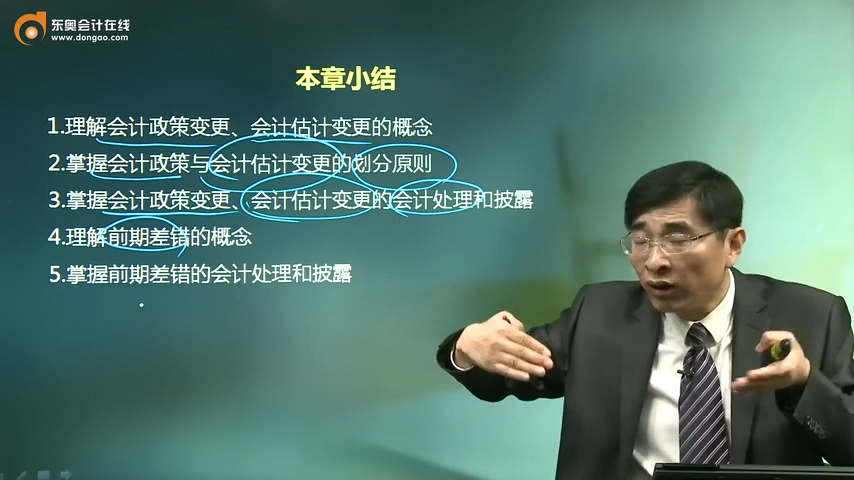 东奥会计在线
www.dongao.com
本章小结
1.理解会计政策变更、会计估计变更的概念
2.掌握会计政策与会计估计变更的划分原则
3.掌握会计政策变更、会计估计变更的会计处理和披露
4.理解前期差错的概念
5.掌握前期差错的会计处理和披露